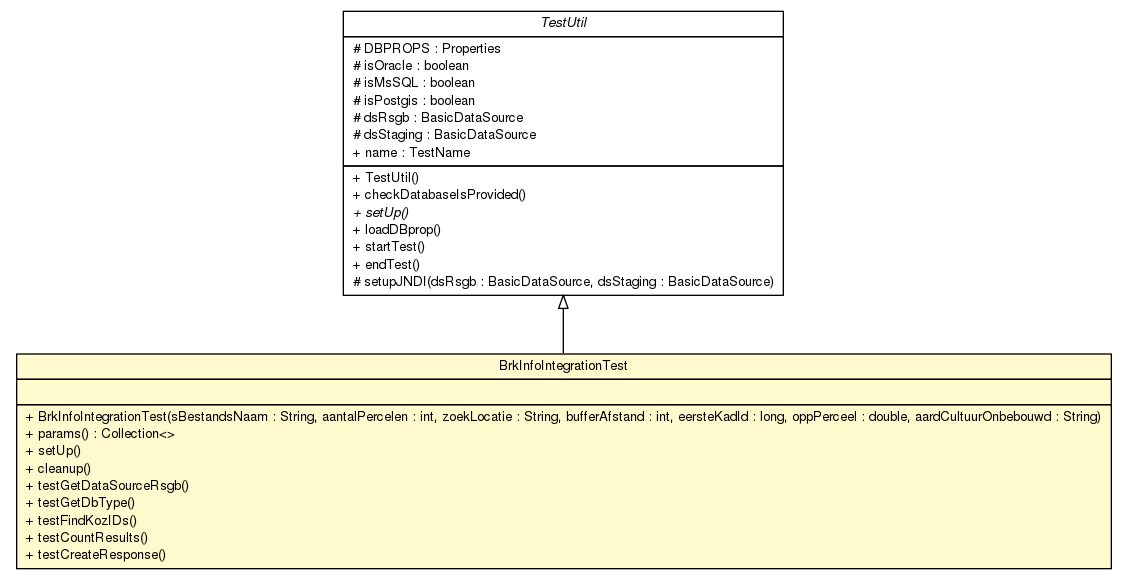 TestUtil
# DBPROPS : Properties
# isOracle : boolean
# isMsSQL : boolean
# isPostgis : boolean
# dsRsgb : BasicDataSource
# dsStaging : BasicDataSource
+ name : TestName
+ TestUtil()
+ checkDatabaseIsProvided()
+ setUp()
+ loadDBprop()
+ startTest()
+ endTest()
# setupJNDI(dsRsgb : BasicDataSource, dsStaging : BasicDataSource)
BrkInfoIntegrationTest
+ BrkInfoIntegrationTest(sBestandsNaam : String, aantalPercelen : int, zoekLocatie : String, bufferAfstand : int, eersteKadId : long, oppPerceel : double, aardCultuurOnbebouwd : String)
+ params() : Collection<>
+ setUp()
+ cleanup()
+ testGetDataSourceRsgb()
+ testGetDbType()
+ testFindKozIDs()
+ testCountResults()
+ testCreateResponse()